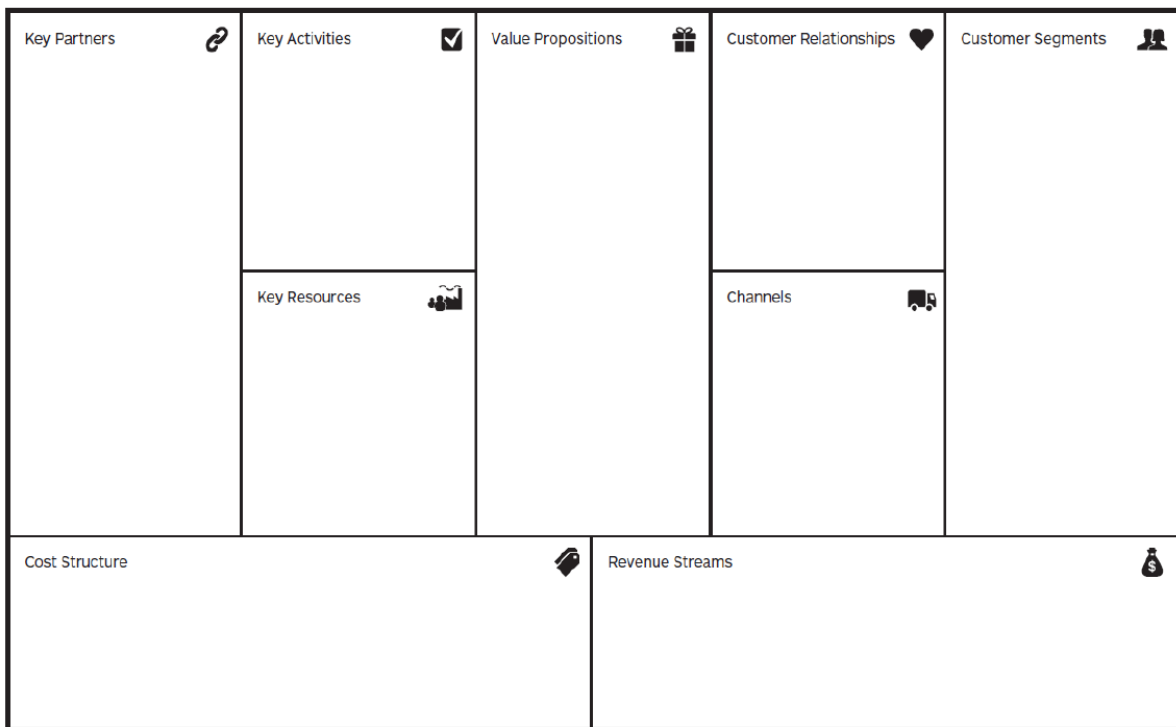 Key Partners
Key Activities
Value Propositions
Customer Relationships
Customer Segments
Key Resources
Channels
Cost Structure
Revenue Streams
$